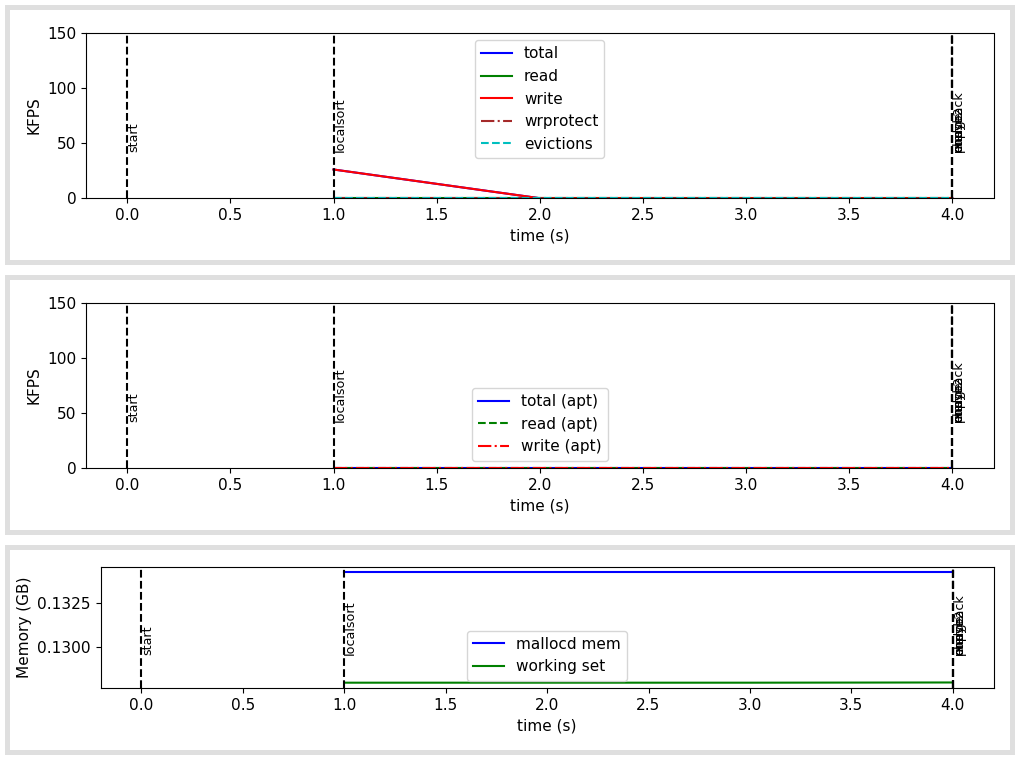 150
100
50
0
KFPS
start
localsort
total
read
write
wrprotect
evictions
0.0 0.5 1.0 1.5 2.0 2.5 3.0 3.5 4.0
time (s)
150
100
50
0
KFPS
start
localsort
total (apt)
read (apt)
write (apt)
0.0 0.5 1.0 1.5 2.0 2.5 3.0 3.5 4.0
time (s)
0.1325
0.1300
Memory (GB)
start
localsort
mallocd mem
working set
0.0 0.5 1.0 1.5 2.0 2.5 3.0 3.5 4.0
time (s)